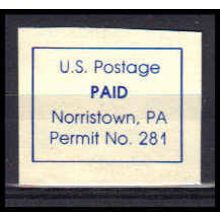 U.S. Postage
PAID
Norristown, PA
Permit No. 281